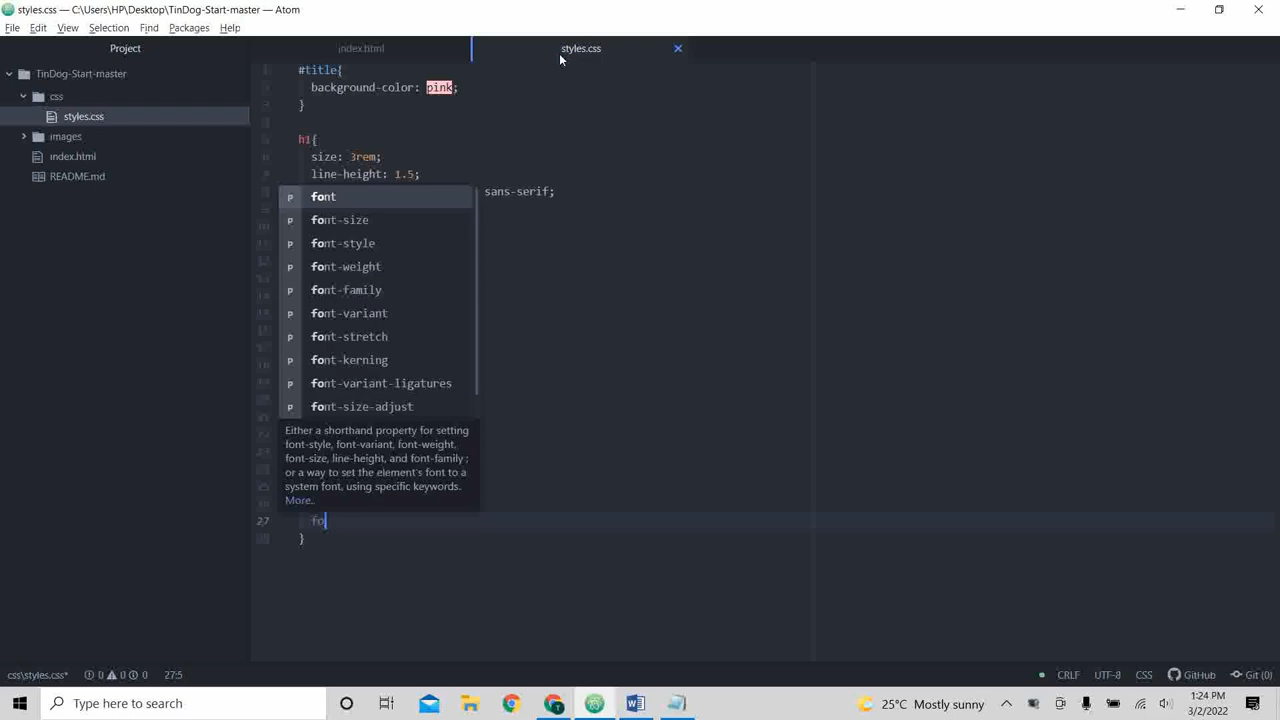 styles.css — C:\Users\HP\Desktop\TinDog-Start-master — Atom
File Edit View Selection Find Packages Help
Project
index.html
styles.css
TinDog-Start-master
css
styles.css
images
index.html
README.md
#title{
background-color: pink;
}
h1{
size: 3rem;
line-height: 1.5;
sans-serif;
p font
p font-size
p font-style
p font-weight
p font-family
p font-variant
p font-stretch
p font-kerning
p font-variant-ligatures
p font-size-adjust
Either a shorthand property for setting
font-style, font-variant, font-weight,
font-size, line-height, and font-family ;
or a way to set the element's font to a
system font, using specific keywords.
More..
27 fo
}
css\styles.css* 0 0 0 27:5
CRLF UTF-8 CSS GitHub Git (0)
Type here to search
25°C Mostly sunny
1:24 PM
3/2/2022